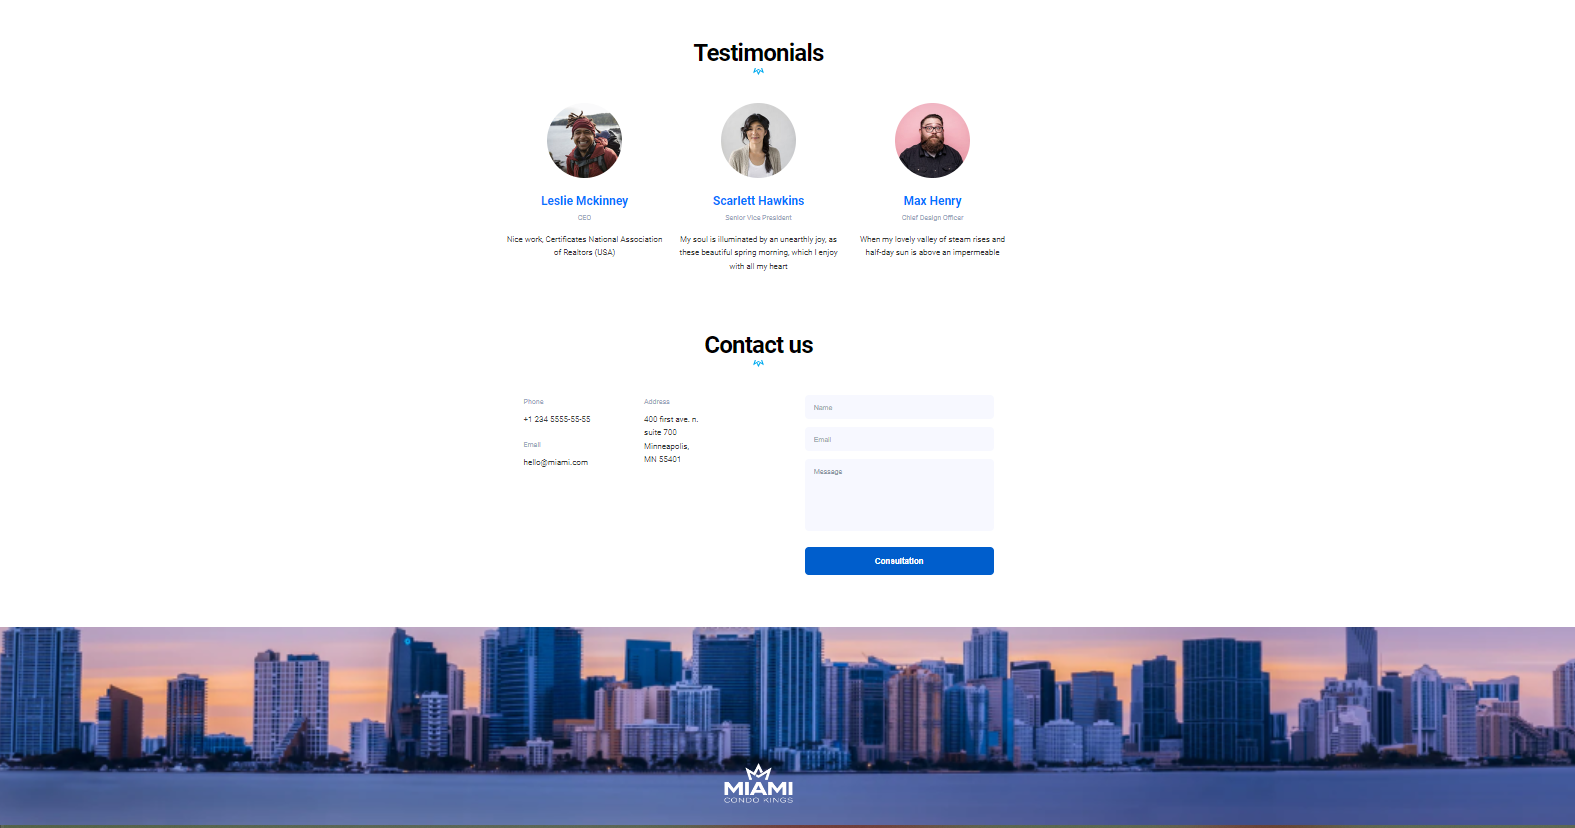 Testimonials
Leslie Mckinney
CEO
Nice work, Certificates National Association
of Realtors (USA)
Scarlett Hawkins
Senior Vice President
My soul is illuminated by an unearthly joy, as
these beautiful spring morning, which I enjoy
with all my heart
Max Henry
Chief Design Officer
When my lovely valley of steam rises and
half-day sun is above an impermeable
Contact us
Phone
+1 234 5555-55-55
Email
hello@miami.com
Address
400 first ave. n.
suite 700
Minneapolis,
MN 55401
Name
Email
Message
Consultation
MIAMI
CONDO KINGS